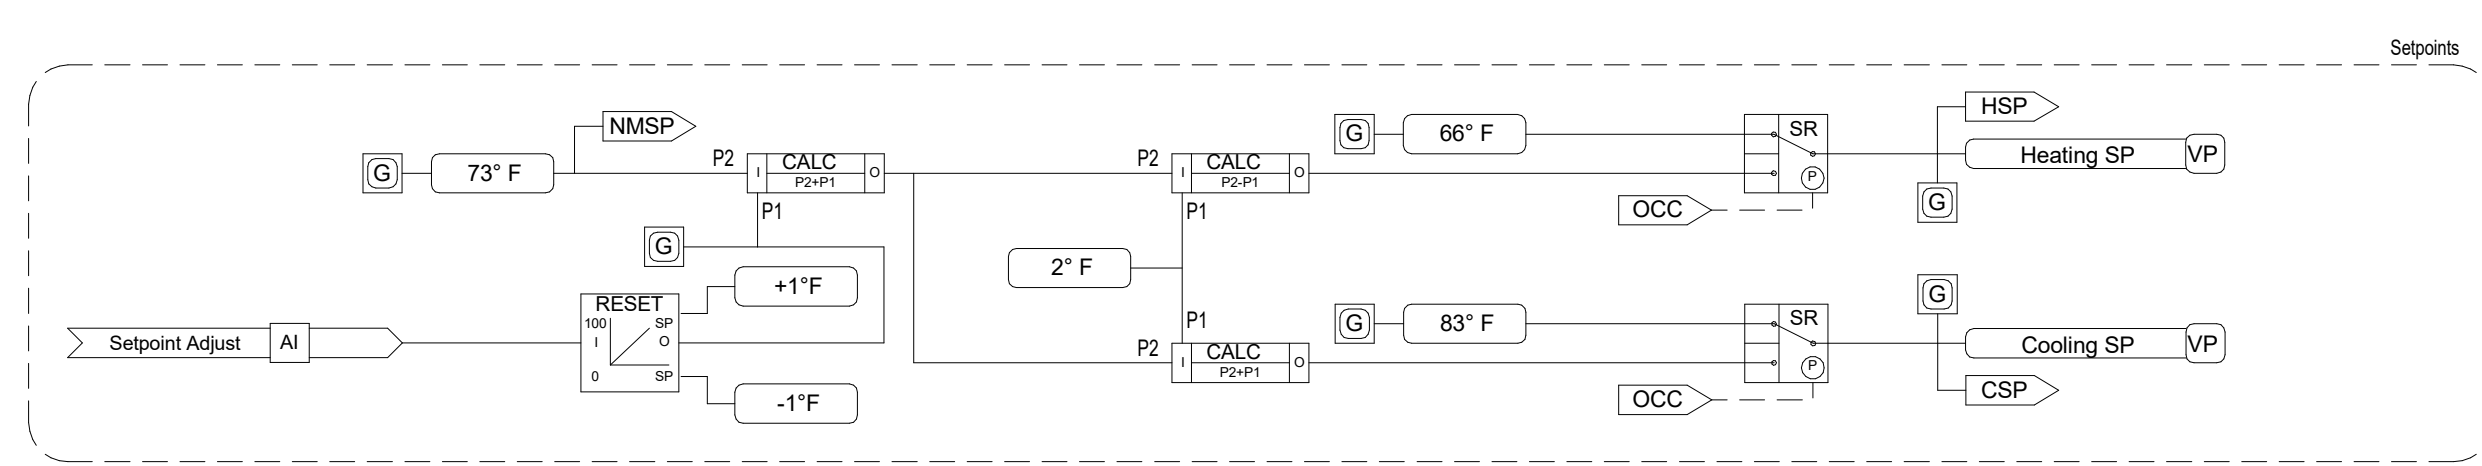 Setpoints
HSP
NMSP
G
66° F
SR
P2
CALC
P2
CALC
G
73° F
I
O
I
O
Heating SP
VP
P2+P1
P2-P1
P
P1
P1
OCC
G
G
2° F
+1°F
G
RESET
100
SP
P1
G
83° F
SR
Setpoint Adjust
AI
I
O
P2
CALC
Cooling SP
VP
I
O
P2+P1
P
0
SP
-1°F
OCC
CSP